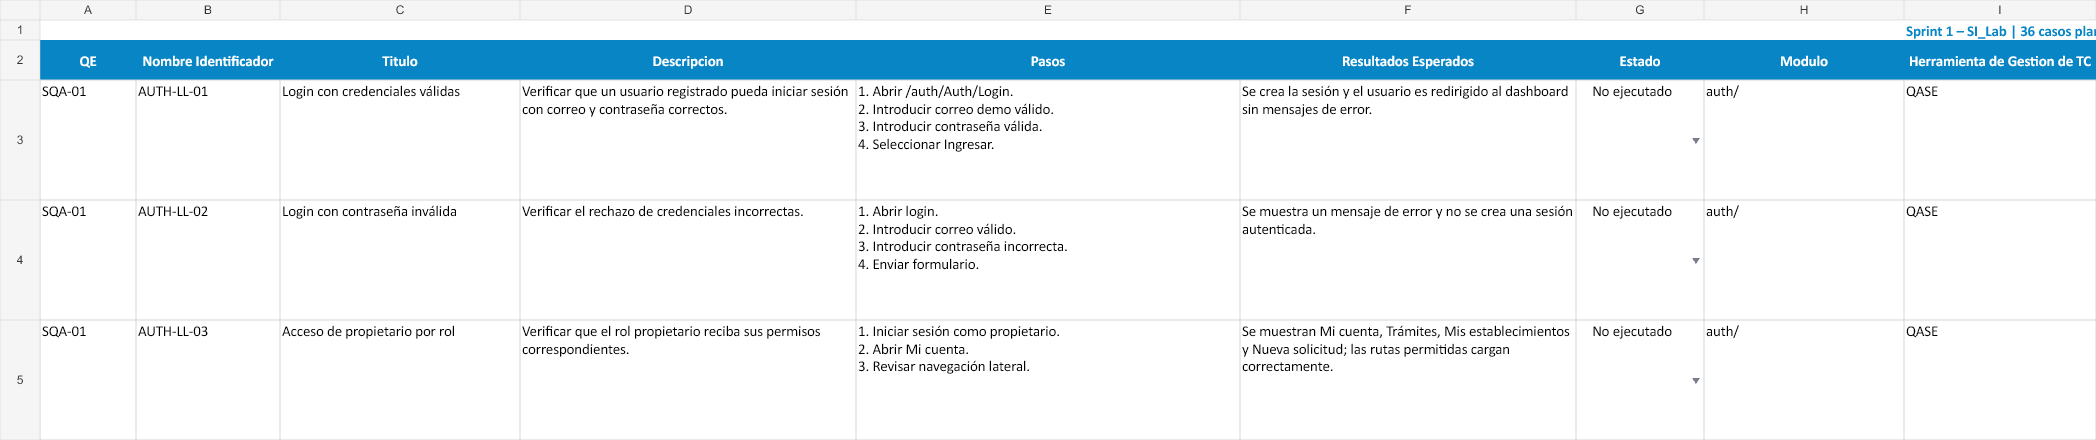 A B C D E F G H I
1 Sprint 1 – SI_Lab | 36 casos
2 QE Nombre Identificador Titulo Descripcion Pasos Resultados Esperados Estado Modulo Herramienta de Gestion de TC
3 SQA-01 AUTH-LL-01 Login con credenciales válidas Verificar que un usuario registrado pueda iniciar sesión 1. Abrir /auth/Auth/Login. Se crea la sesión y el usuario es redirigido al dashboard No ejecutado auth/ QASE
con correo y contraseña correctos. 2. Introducir correo demo válido. sin mensajes de error.
3. Introducir contraseña válida.
4. Seleccionar Ingresar.
4 SQA-01 AUTH-LL-02 Login con contraseña inválida Verificar el rechazo de credenciales incorrectas. 1. Abrir login. Se muestra un mensaje de error y no se crea una sesión No ejecutado auth/ QASE
2. Introducir correo válido. autenticada.
3. Introducir contraseña incorrecta.
4. Enviar formulario.
5 SQA-01 AUTH-LL-03 Acceso de propietario por rol Verificar que el rol propietario reciba sus permisos 1. Iniciar sesión como propietario. Se muestran Mi cuenta, Trámites, Mis establecimientos No ejecutado auth/ QASE
correspondientes. 2. Abrir Mi cuenta. y Nueva solicitud; las rutas permitidas cargan
3. Revisar navegación lateral. correctamente.